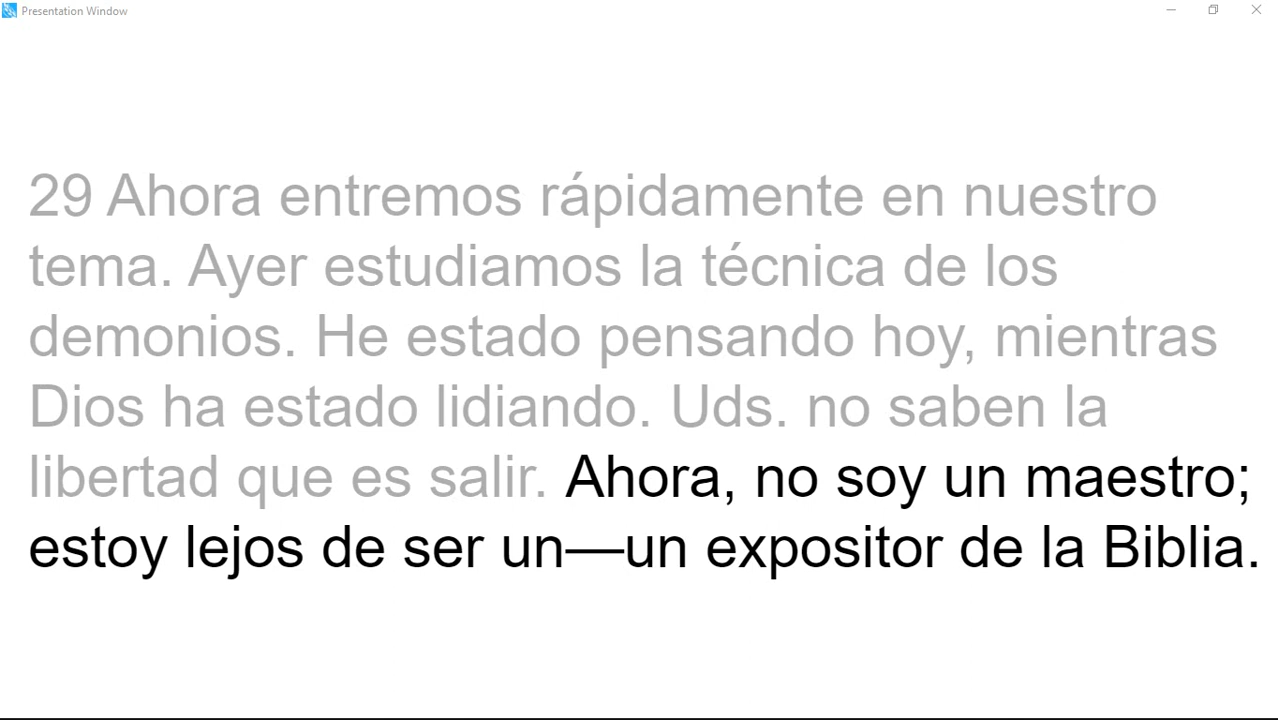 Presentation Window
29 Ahora entremos rápidamente en nuestro
tema. Ayer estudiamos la técnica de los
demonios. He estado pensando hoy, mientras
Dios ha estado lidiando. Uds. no saben la
libertad que es salir. Ahora, no soy un maestro;
estoy lejos de ser un—un expositor de la Biblia.